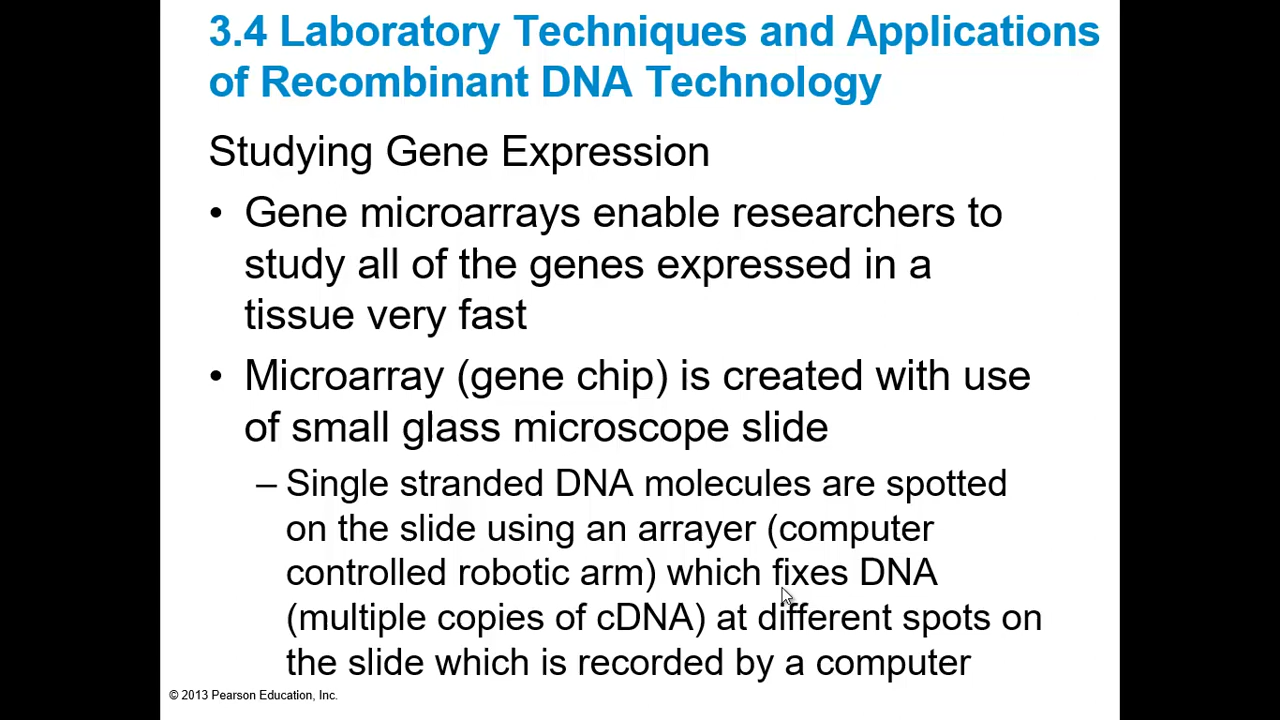 3.4 Laboratory Techniques and Applications
of Recombinant DNA Technology
Studying Gene Expression
• Gene microarrays enable researchers to
study all of the genes expressed in a
tissue very fast
• Microarray (gene chip) is created with use
of small glass microscope slide
– Single stranded DNA molecules are spotted
on the slide using an arrayer (computer
controlled robotic arm) which fixes DNA
(multiple copies of cDNA) at different spots on
the slide which is recorded by a computer
© 2013 Pearson Education, Inc.